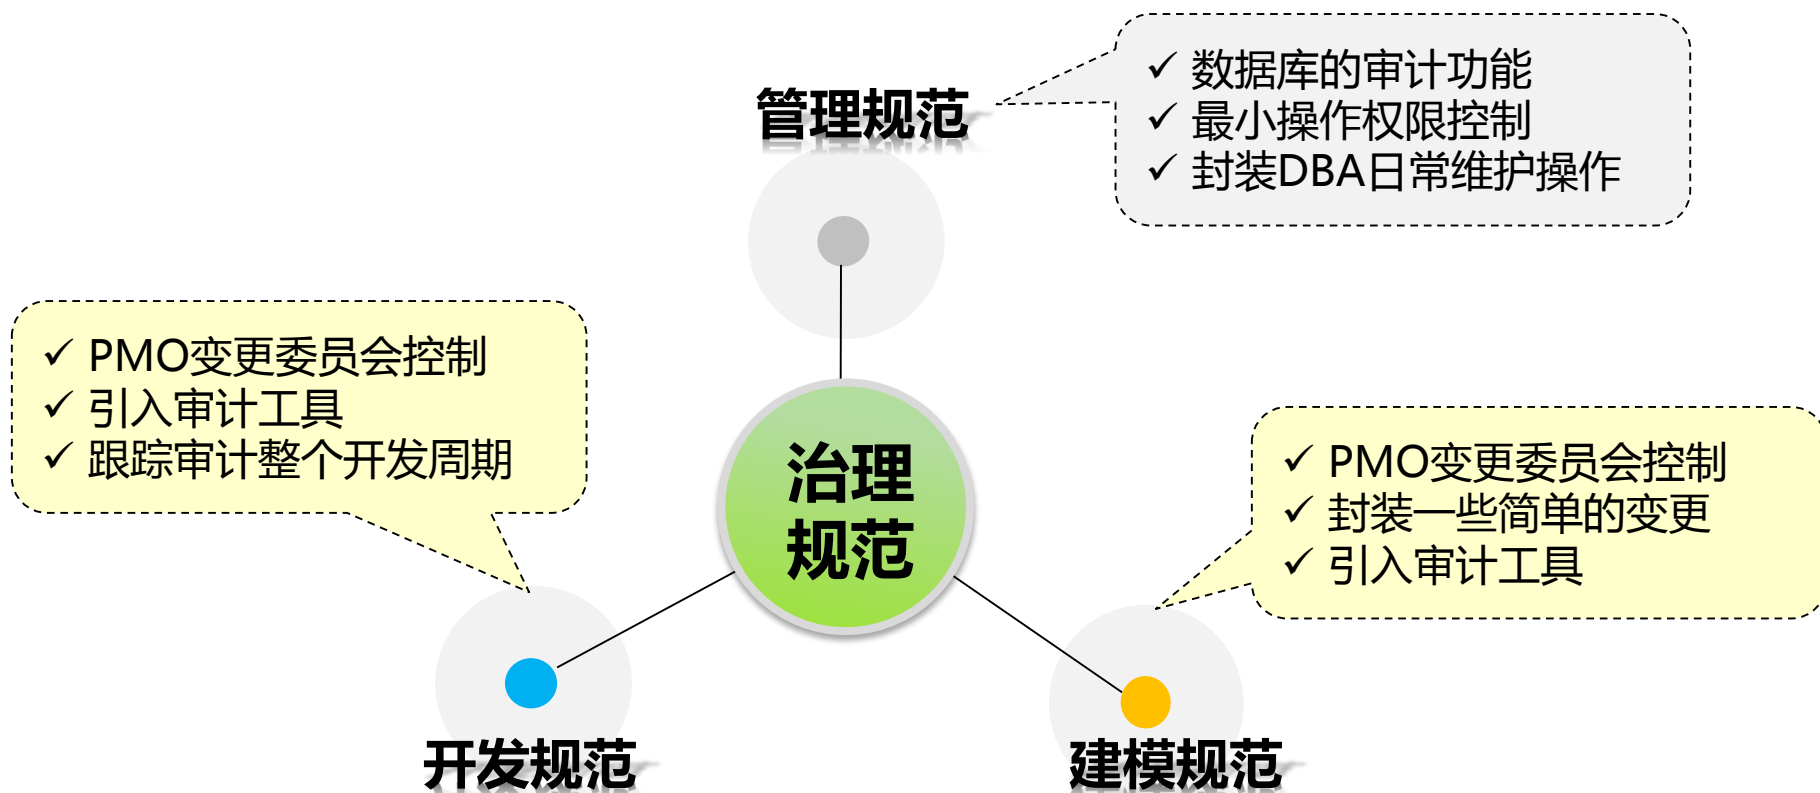 管理规范
✓ 数据库的审计功能
✓ 最小操作权限控制
✓ 封装DBA日常维护操作
✓ PMO变更委员会控制
✓ 引入审计工具
✓ 跟踪审计整个开发周期
治理
规范
✓ PMO变更委员会控制
✓ 封装一些简单的变更
✓ 引入审计工具
开发规范
建模规范